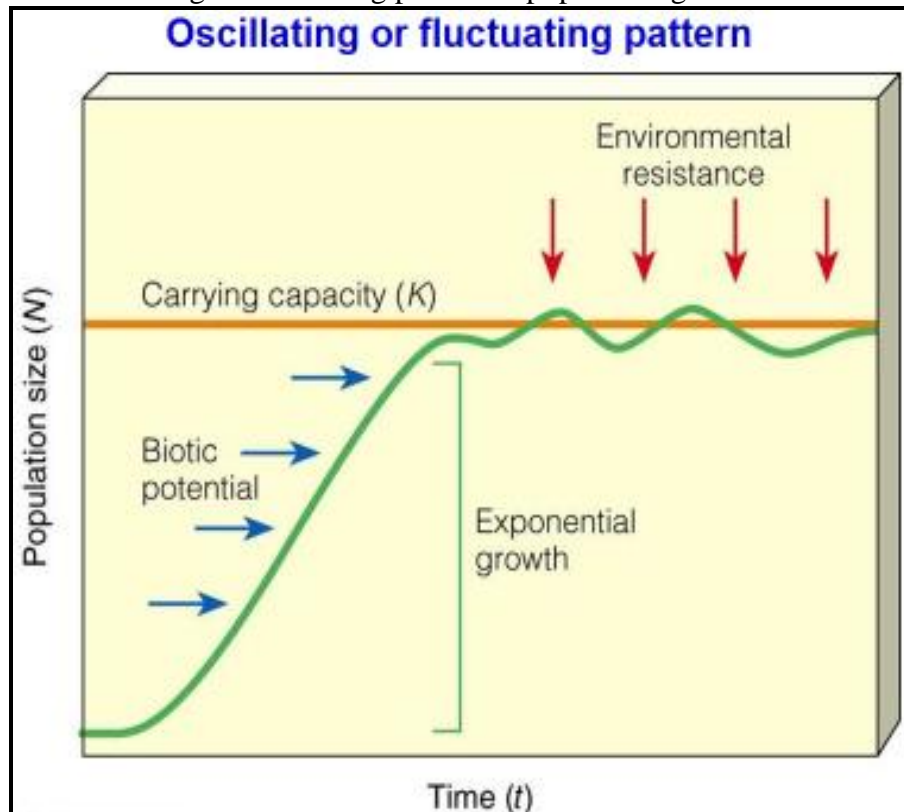 Oscillating or fluctuating pattern
Environmental
resistance
Carrying capacity (K)
Population size (N)
Biotic
potential
Exponential
growth
Time (t)